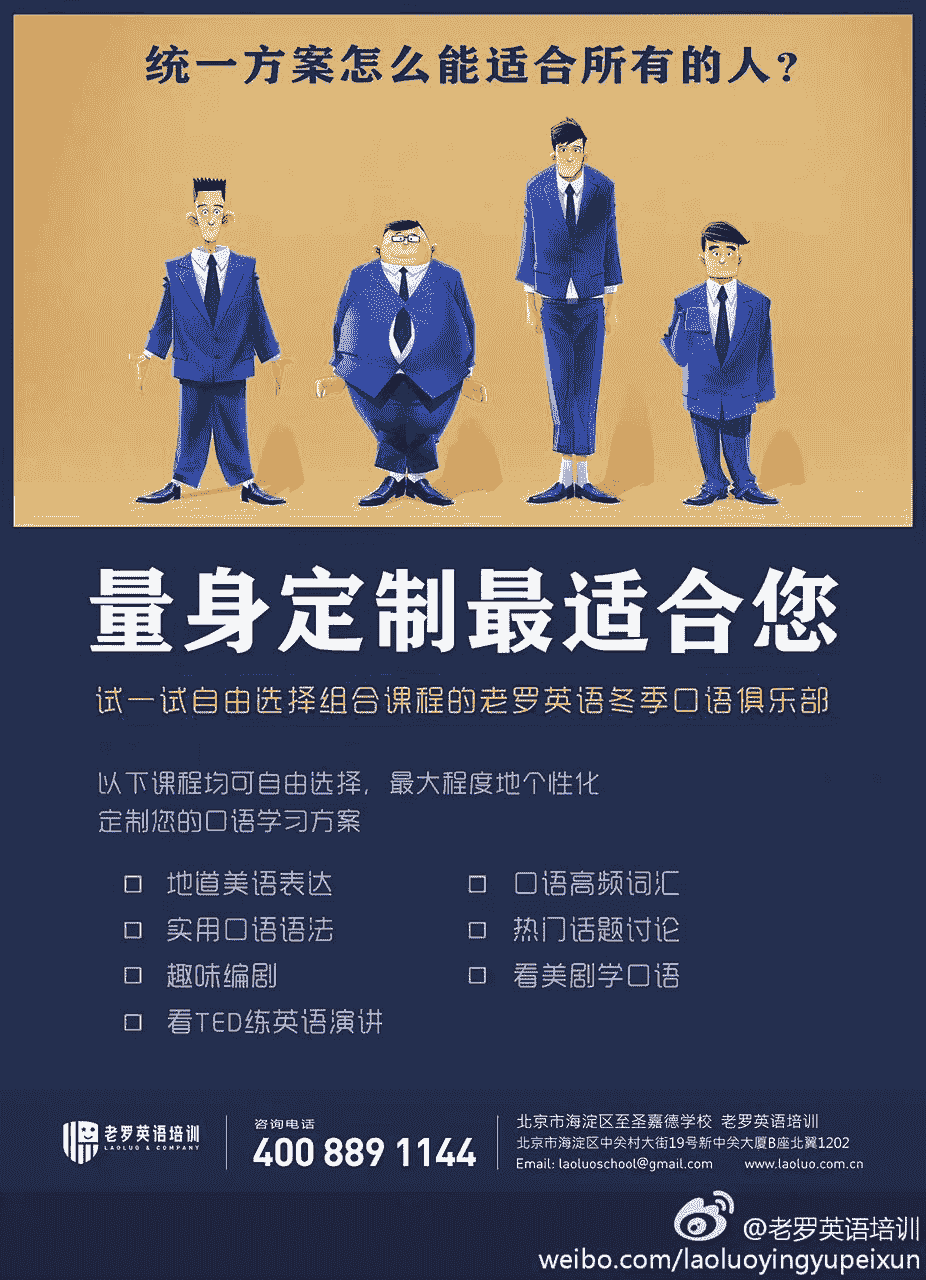 统一方案怎么能适合所有的人?
量身定制最适合您
试一试自由选择组合课程的老罗英语冬季口语俱乐部
以下课程均可自由选择，最大程度地个性化
定制您的口语学习方案
地道美语表达
口语高频词汇
实用口语语法
热门话题讨论
趣味编剧
看美剧学口语
看TED练英语演讲
老罗英语培训
LAOLUO & COMPANY
咨询电话
400 889 1144
北京市海淀区至圣嘉德学校 老罗英语培训
北京市海淀区中关村大街19号新中关大厦B座北翼1202
Email: laoluoschool@gmail.com www.laoluo.com.cn
@老罗英语培训
weibo.com/laoluoyingyupeixun